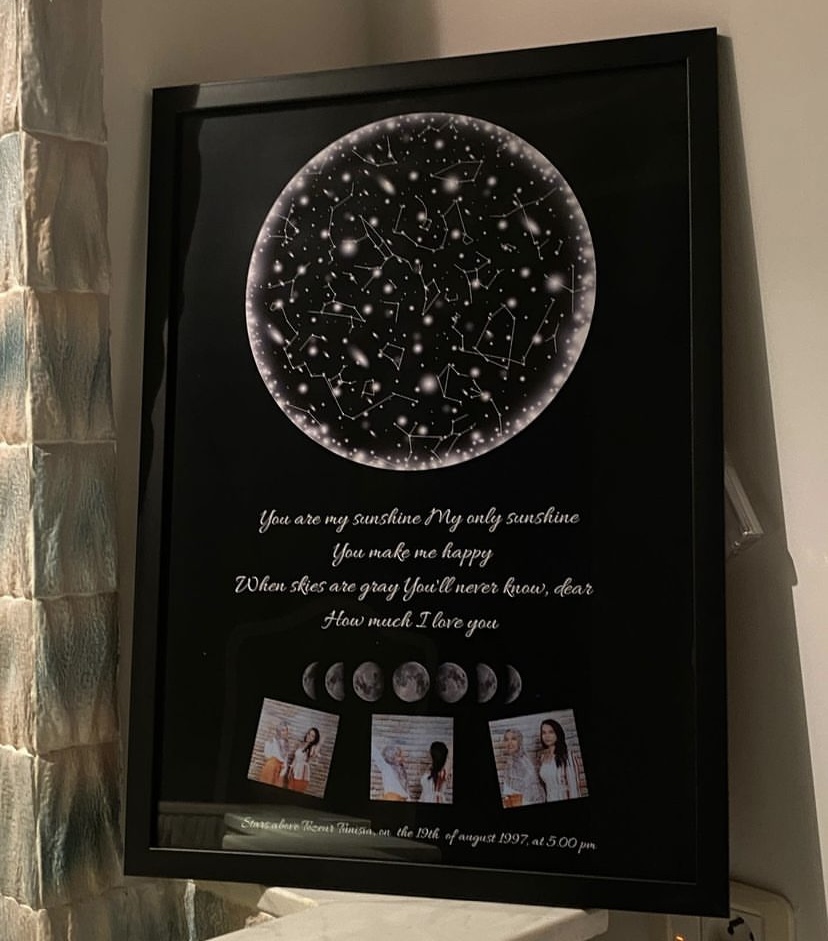 You are my sunshine My only sunshine
You make me happy
When skies are gray You'll never know, dear
How much I love you
Stars above Tozeur Tunisia, on the 19th of august 1997, at 5.00 pm